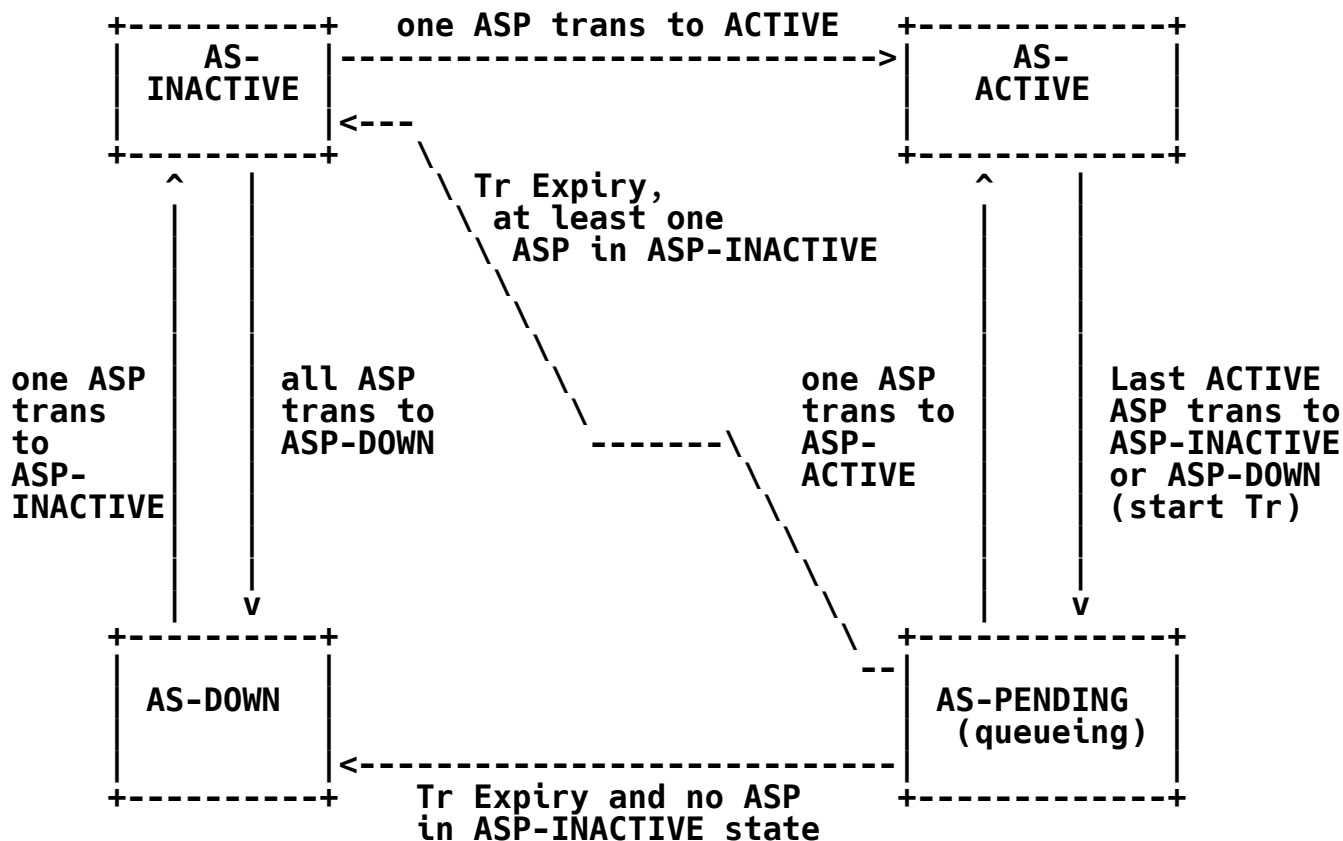 one ASP trans to ACTIVE
AS-
INACTIVE
AS-
ACTIVE
Tr Expiry,
at least one
ASP in ASP-INACTIVE
one ASP
trans
to
ASP-
INACTIVE
all ASP
trans to
ASP-DOWN
one ASP
trans to
ASP-
ACTIVE
Last ACTIVE
ASP trans to
ASP-INACTIVE
or ASP-DOWN
(start Tr)
AS-DOWN
AS-PENDING
(queueing)
Tr Expiry and no ASP
in ASP-INACTIVE state